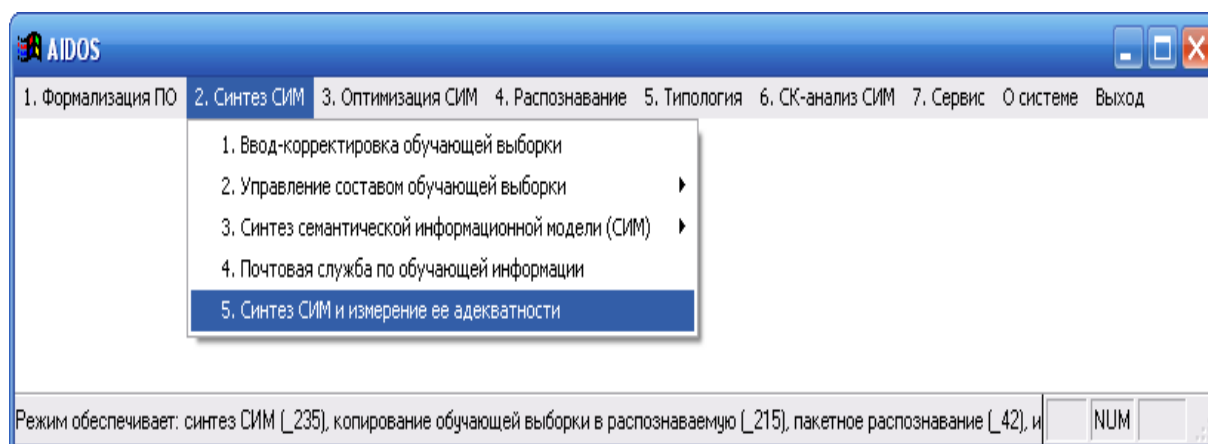 AIDOS
1. Формализация ПО 2. Синтез СИМ 3. Оптимизация СИМ 4. Распознавание 5. Типология 6. СК-анализ СИМ 7. Сервис О системе Выход
1. Ввод-корректировка обучающей выборки
2. Управление составом обучающей выборки
3. Синтез семантической информационной модели (СИМ)
4. Почтовая служба по обучающей информации
5. Синтез СИМ и измерение ее адекватности
Режим обеспечивает: синтез СИМ (_235), копирование обучающей выборки в распознаваемую (_215), пакетное распознавание (_42), и NUM